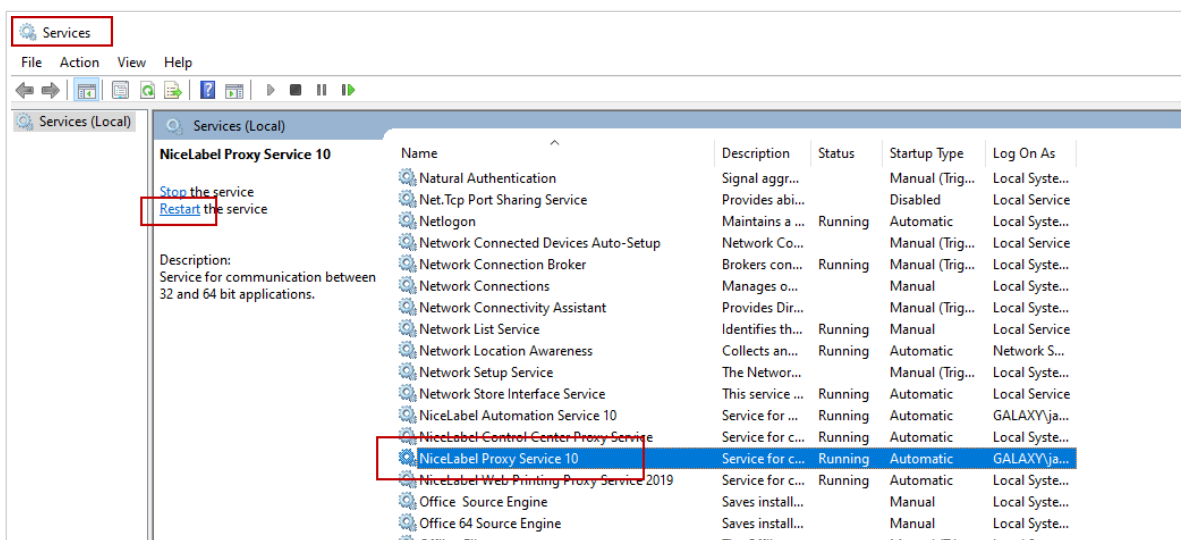 Services
File Action View Help
Services (Local)
Services (Local)
NiceLabel Proxy Service 10
Stop the service
Restart the service
Description:
Service for communication between
32 and 64 bit applications.
Name Description Status Startup Type Log On As
Natural Authentication Signal aggr... Manual (Trig... Local Syste...
Net.Tcp Port Sharing Service Provides abi... Disabled Local Service
Netlogon Maintains a ... Running Automatic Local Syste...
Network Connected Devices Auto-Setup Network Co... Manual (Trig... Local Service
Network Connection Broker Brokers con... Running Manual (Trig... Local Syste...
Network Connections Manages o... Manual Local Syste...
Network Connectivity Assistant Provides Dir... Manual (Trig... Local Syste...
Network List Service Identifies th... Running Manual Local Service
Network Location Awareness Collects an... Running Automatic Network S...
Network Setup Service The Networ... Manual (Trig... Local Syste...
Network Store Interface Service This service ... Running Automatic Local Service
NiceLabel Automation Service 10 Service for ... Running Automatic GALAXY\ja...
NiceLabel Control Center Proxy Service Service for c... Running Automatic Local Syste...
NiceLabel Proxy Service 10 Service for c... Running Automatic GALAXY\ja...
NiceLabel Web Printing Proxy Service 2019 Service for c... Running Automatic Local Syste...
Office Source Engine Saves install... Manual Local Syste...
Office 64 Source Engine Saves install... Manual Local Syste...